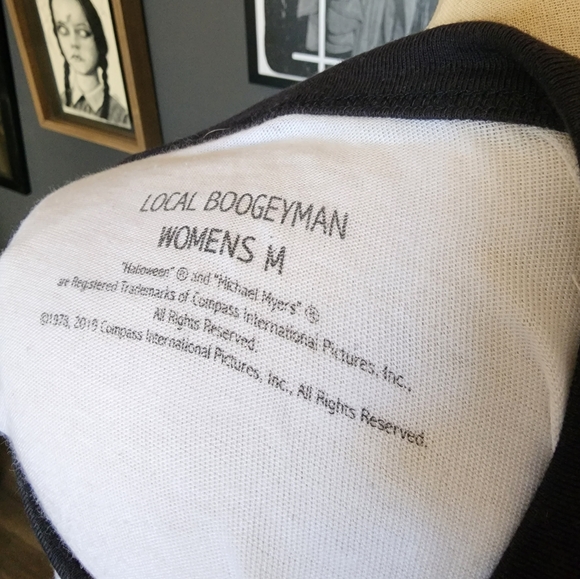 LOCAL BOOGEYMAN
WOMENS M
"Halloween" ® and "Michael Myers" ®
are Registered Trademarks of Compass International Pictures, Inc.,
All Rights Reserved.
©1978, 2019 Compass International Pictures, Inc., All Rights Reserved.